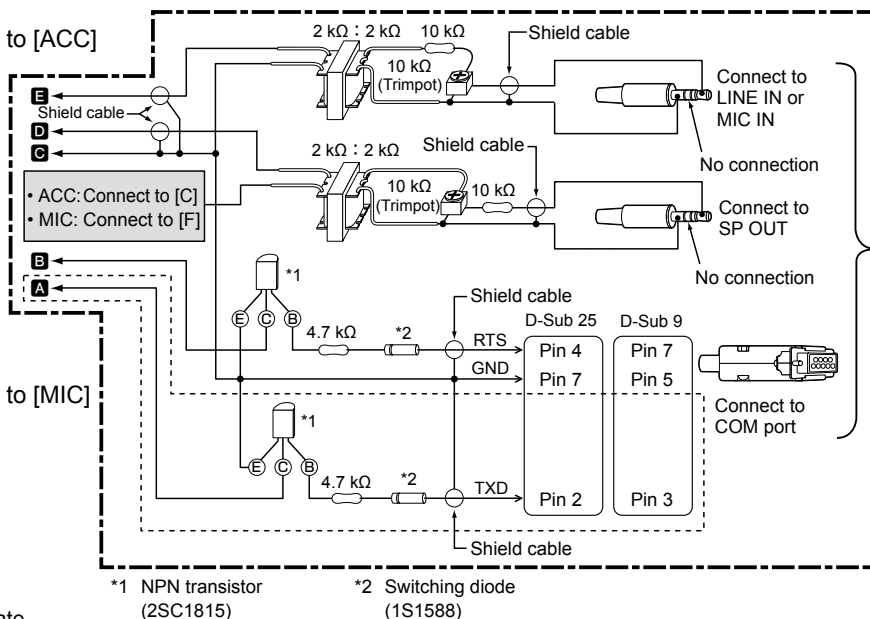 to [ACC]
2 kΩ : 2 kΩ
10 kΩ
Shield cable
10 kΩ
(Trimpot)
Connect to
LINE IN or
MIC IN
No connection
E
Shield cable
D
C
2 kΩ : 2 kΩ
Shield cable
10 kΩ
(Trimpot)
10 kΩ
Connect to
SP OUT
No connection
• ACC: Connect to [C]
• MIC: Connect to [F]
B
A
*1
E C B
4.7 kΩ
*2
Shield cable
RTS
GND
D-Sub 25
D-Sub 9
Pin 4
Pin 7
Pin 7
Pin 5
Connect to
COM port
to [MIC]
*1
E C B
4.7 kΩ
*2
TXD
Pin 2
Pin 3
Shield cable
*1 NPN transistor
(2SC1815)
*2 Switching diode
(1S1588)